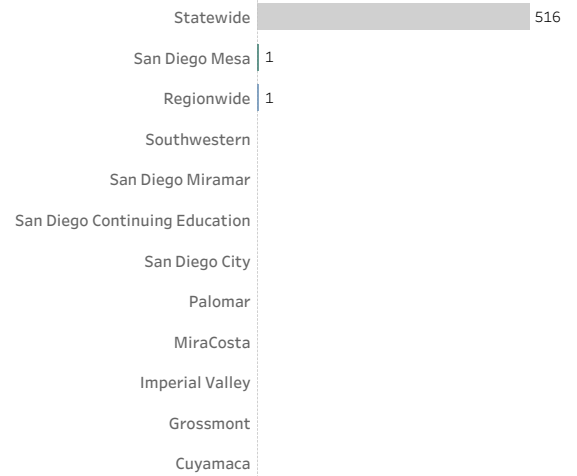 Statewide 516
San Diego Mesa 1
Regionwide 1
Southwestern
San Diego Miramar
San Diego Continuing Education
San Diego City
Palomar
MiraCosta
Imperial Valley
Grossmont
Cuyamaca